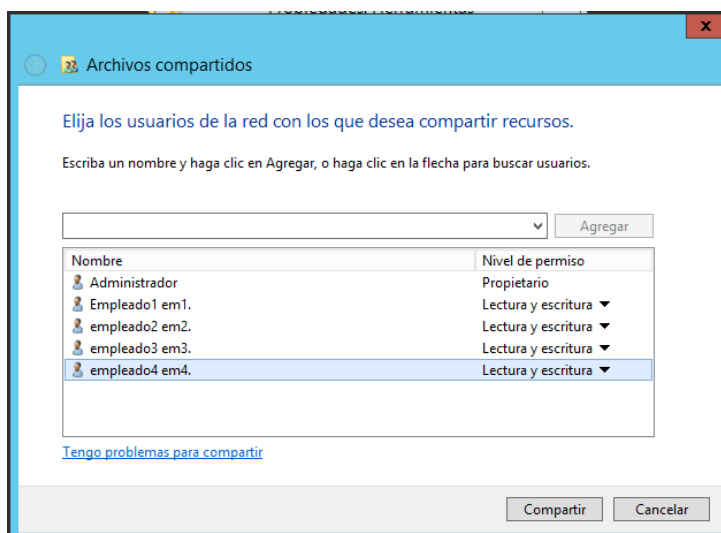 Propiedades: Herramientas
x
Archivos compartidos
Elija los usuarios de la red con los que desea compartir recursos.
Escriba un nombre y haga clic en Agregar, o haga clic en la flecha para buscar usuarios.
Agregar
Nombre Nivel de permiso
Administrador Propietario
Empleado1 em1. Lectura y escritura
empleado2 em2. Lectura y escritura
empleado3 em3. Lectura y escritura
empleado4 em4. Lectura y escritura
Tengo problemas para compartir
Compartir Cancelar